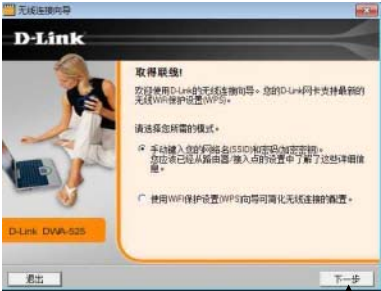 无线连接向导
D-Link
取得联线!
欢迎使用D-Link的无线连接向导。您的D-Link网卡支持最新的
无线WiFi保护设置(WPS)。
请选择您所需的模式。
手动键入您的网络名(SSID)和密码/加密密钥)。
您应该已经从路由器/接入点的设置中了解了这些详细信
息。
使用WiFi保护设置(WPS)向导可简化无线连接的配置。
D-Link DWA-525
退出
下一步